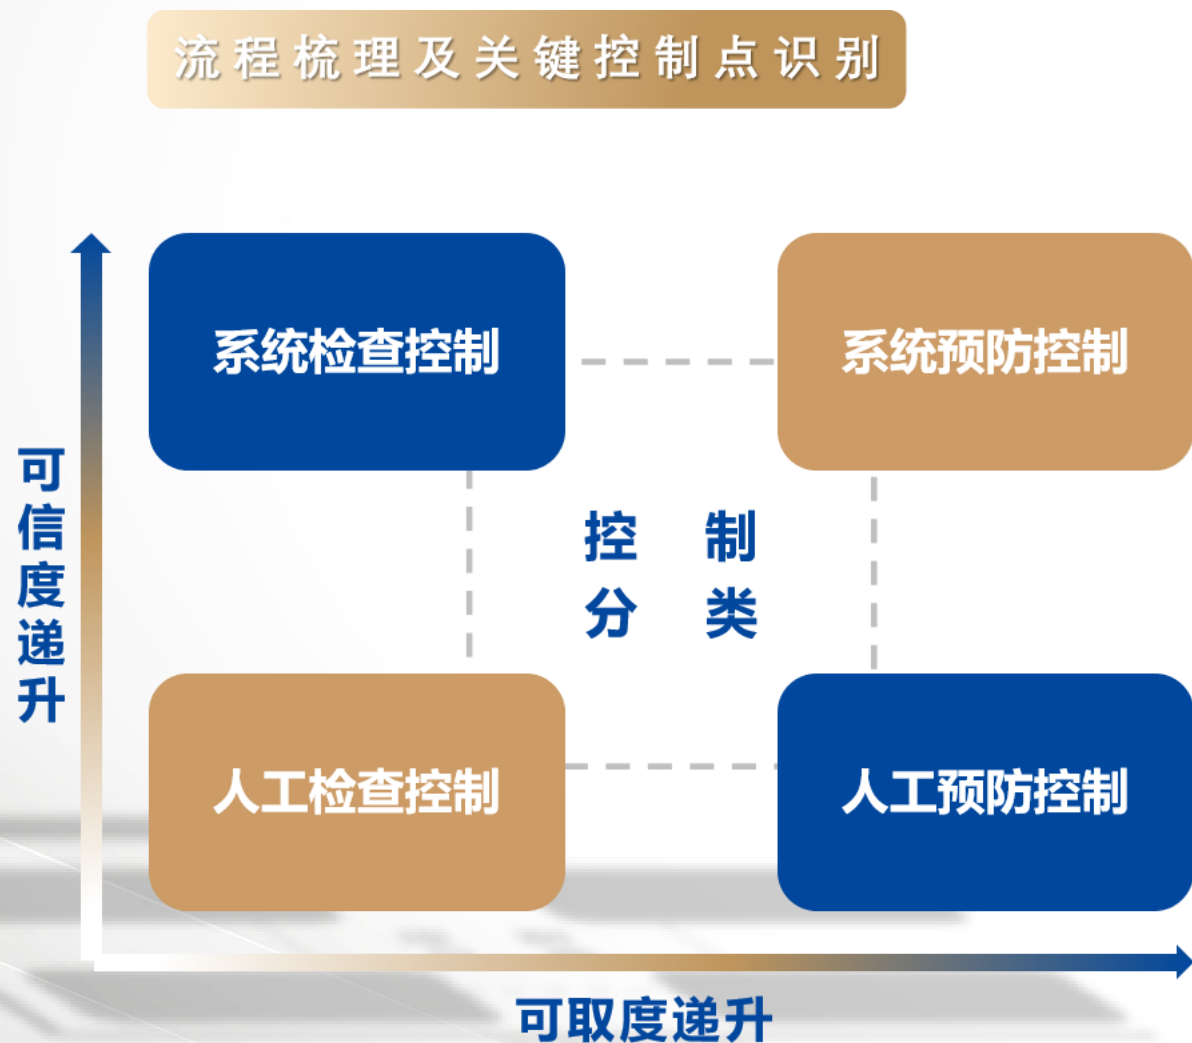 流程梳理及关键控制点识别
系统检查控制
系统预防控制
可信度递升
控 制
分 类
人工检查控制
人工预防控制
可取度递升